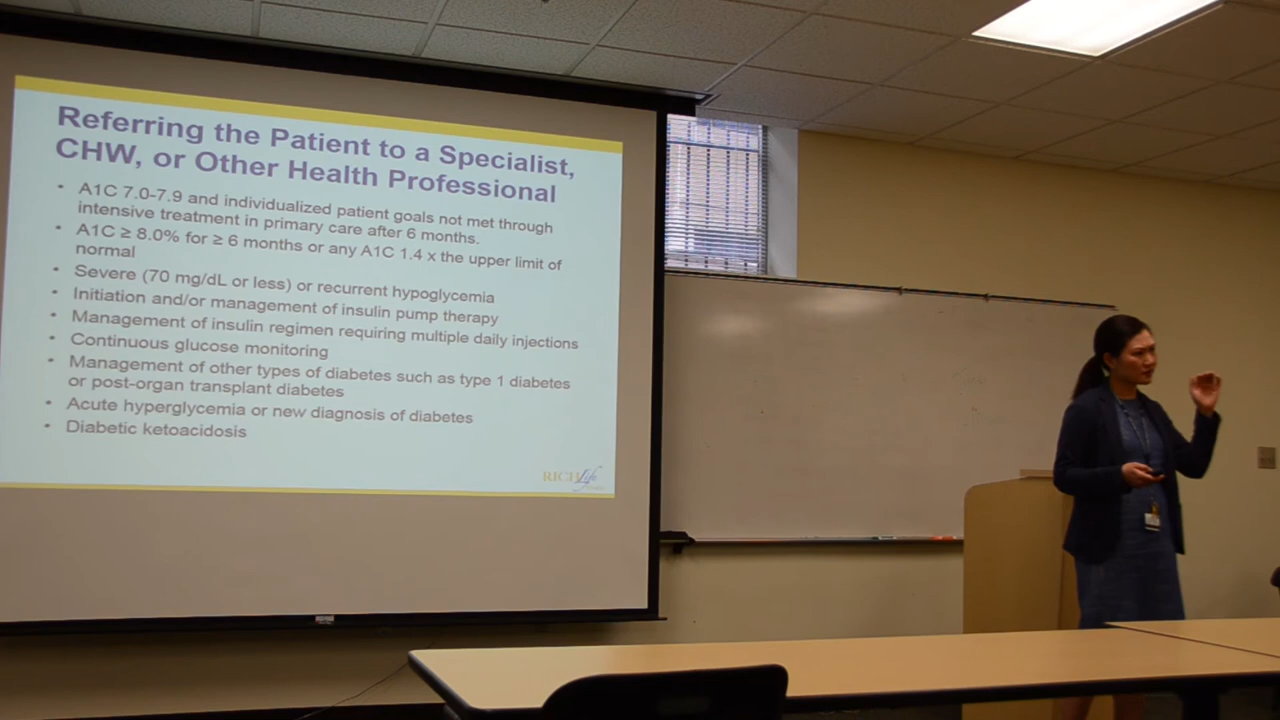 Referring the Patient to a Specialist,
CHW, or Other Health Professional
• A1C 7.0-7.9 and individualized patient goals not met through
intensive treatment in primary care after 6 months.
• A1C ≥ 8.0% for ≥ 6 months or any A1C 1.4 x the upper limit of
normal
• Severe (70 mg/dL or less) or recurrent hypoglycemia
• Initiation and/or management of insulin pump therapy
• Management of insulin regimen requiring multiple daily injections
• Continuous glucose monitoring
• Management of other types of diabetes such as type 1 diabetes
or post-organ transplant diabetes
• Acute hyperglycemia or new diagnosis of diabetes
• Diabetic ketoacidosis
RICH Life